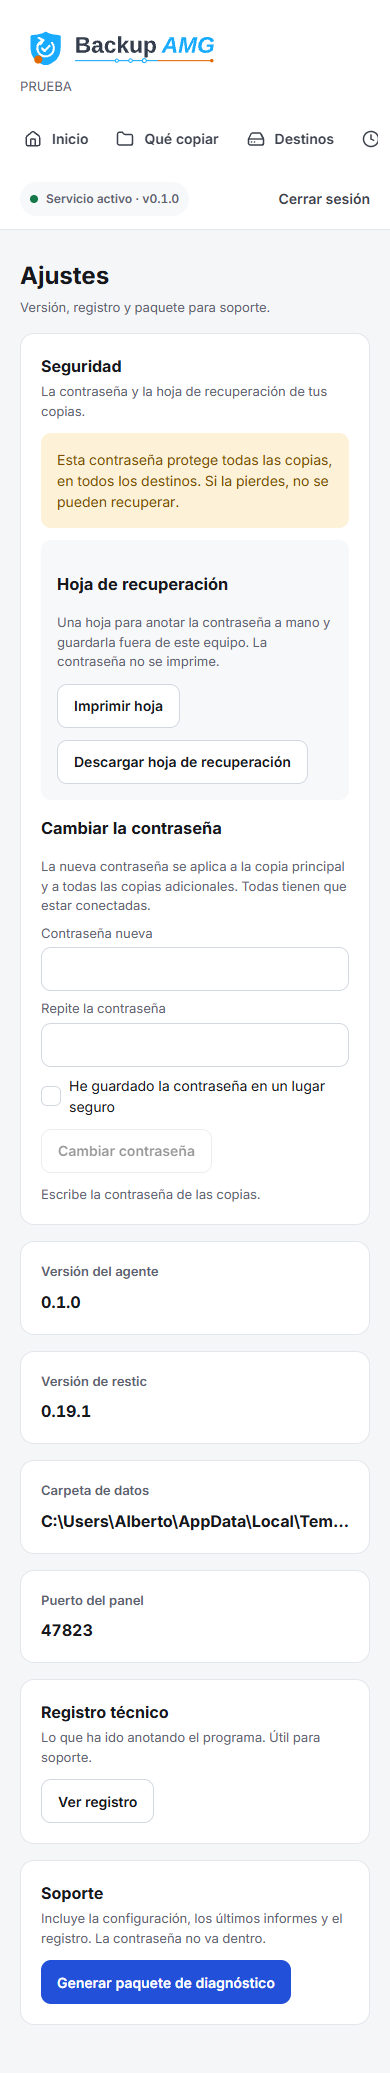 Backup AMG
PRUEBA
Inicio
Qué copiar
Destinos
Servicio activo · v0.1.0
Cerrar sesión
Ajustes
Versión, registro y paquete para soporte.
Seguridad
La contraseña y la hoja de recuperación de tus
copias.
Esta contraseña protege todas las copias,
en todos los destinos. Si la pierdes, no se
pueden recuperar.
Hoja de recuperación
Una hoja para anotar la contraseña a mano y
guardarla fuera de este equipo. La
contraseña no se imprime.
Imprimir hoja
Descargar hoja de recuperación
Cambiar la contraseña
La nueva contraseña se aplica a la copia principal
y a todas las copias adicionales. Todas tienen que
estar conectadas.
Contraseña nueva
Repite la contraseña
He guardado la contraseña en un lugar
seguro
Cambiar contraseña
Escribe la contraseña de las copias.
Versión del agente
0.1.0
Versión de restic
0.19.1
Carpeta de datos
C:\Users\Alberto\AppData\Local\Tem...
Puerto del panel
47823
Registro técnico
Lo que ha ido anotando el programa. Útil para
soporte.
Ver registro
Soporte
Incluye la configuración, los últimos informes y el
registro. La contraseña no va dentro.
Generar paquete de diagnóstico